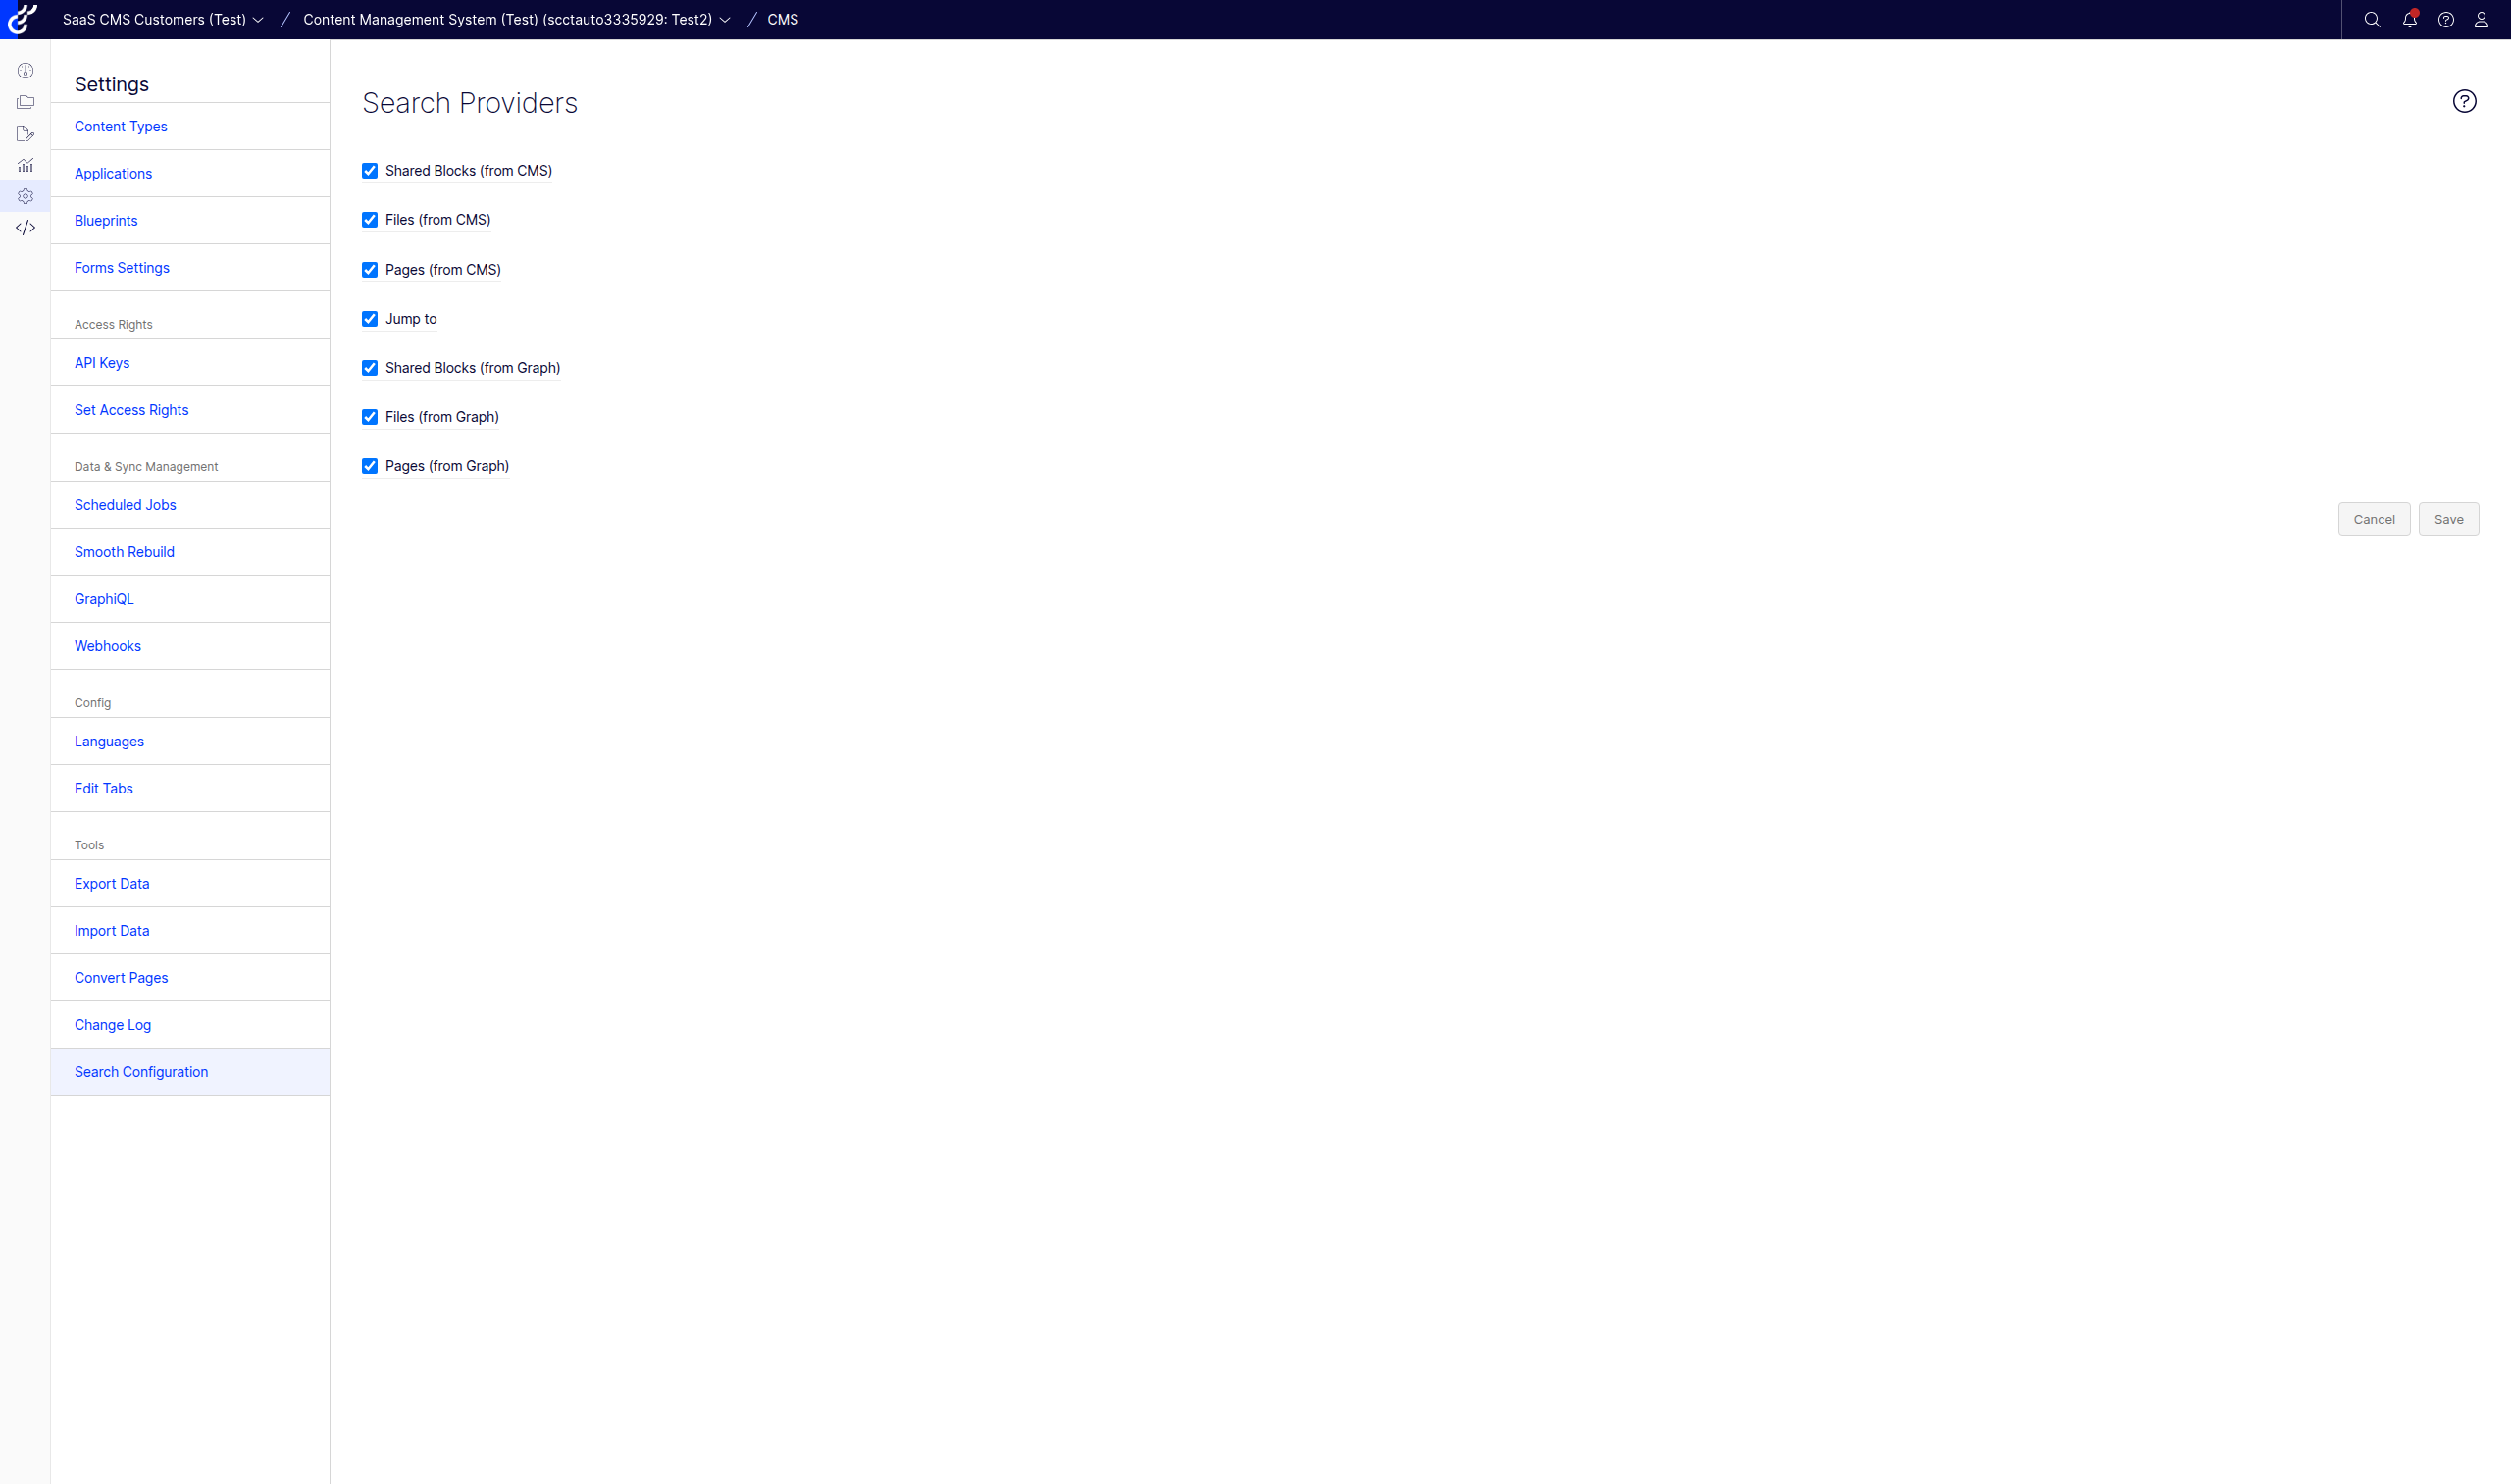 SaaS CMS Customers (Test) / Content Management System (Test) (scctauto3335929: Test2) / CMS
Settings
Content Types
Applications
Blueprints
Forms Settings
Access Rights
API Keys
Set Access Rights
Data & Sync Management
Scheduled Jobs
Smooth Rebuild
GraphiQL
Webhooks
Config
Languages
Edit Tabs
Tools
Export Data
Import Data
Convert Pages
Change Log
Search Configuration
Search Providers
?
Shared Blocks (from CMS)
Files (from CMS)
Pages (from CMS)
Jump to
Shared Blocks (from Graph)
Files (from Graph)
Pages (from Graph)
Cancel Save